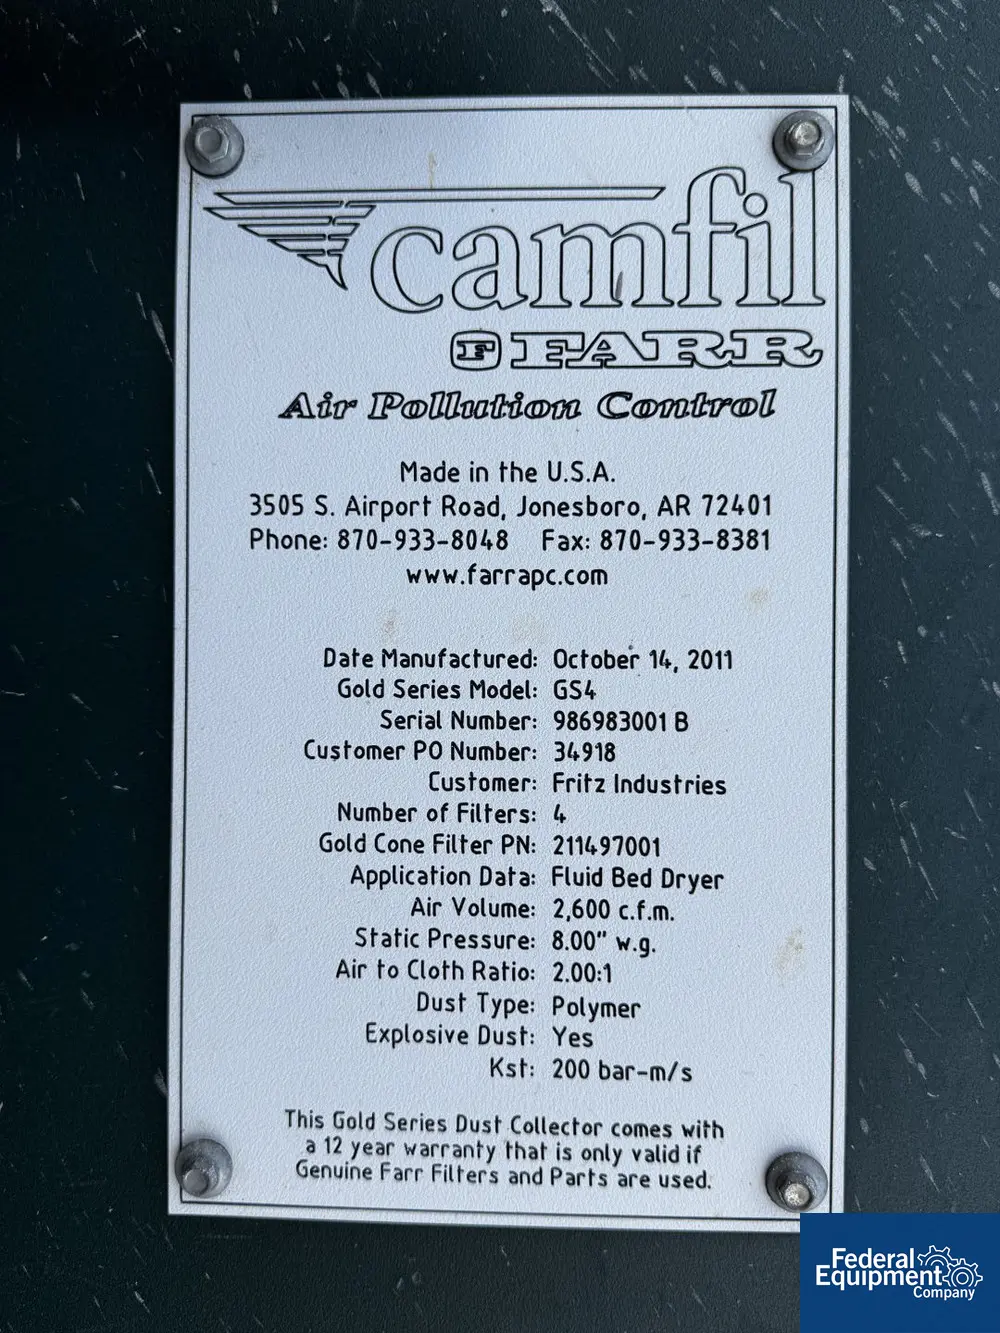 camfil
F FARR
Air Pollution Control
Made in the U.S.A.
3505 S. Airport Road, Jonesboro, AR 72401
Phone: 870-933-8048 Fax: 870-933-8381
www.farrapc.com
Date Manufactured: October 14, 2011
Gold Series Model: GS4
Serial Number: 986983001 B
Customer PO Number: 34918
Customer: Fritz Industries
Number of Filters: 4
Gold Cone Filter PN: 211497001
Application Data: Fluid Bed Dryer
Air Volume: 2,600 c.f.m.
Static Pressure: 8.00" w.g.
Air to Cloth Ratio: 2.00:1
Dust Type: Polymer
Explosive Dust: Yes
Kst: 200 bar-m/s
This Gold Series Dust Collector comes with
a 12 year warranty that is only valid if
Genuine Farr Filters and Parts are used.
Federal
Equipment
Company